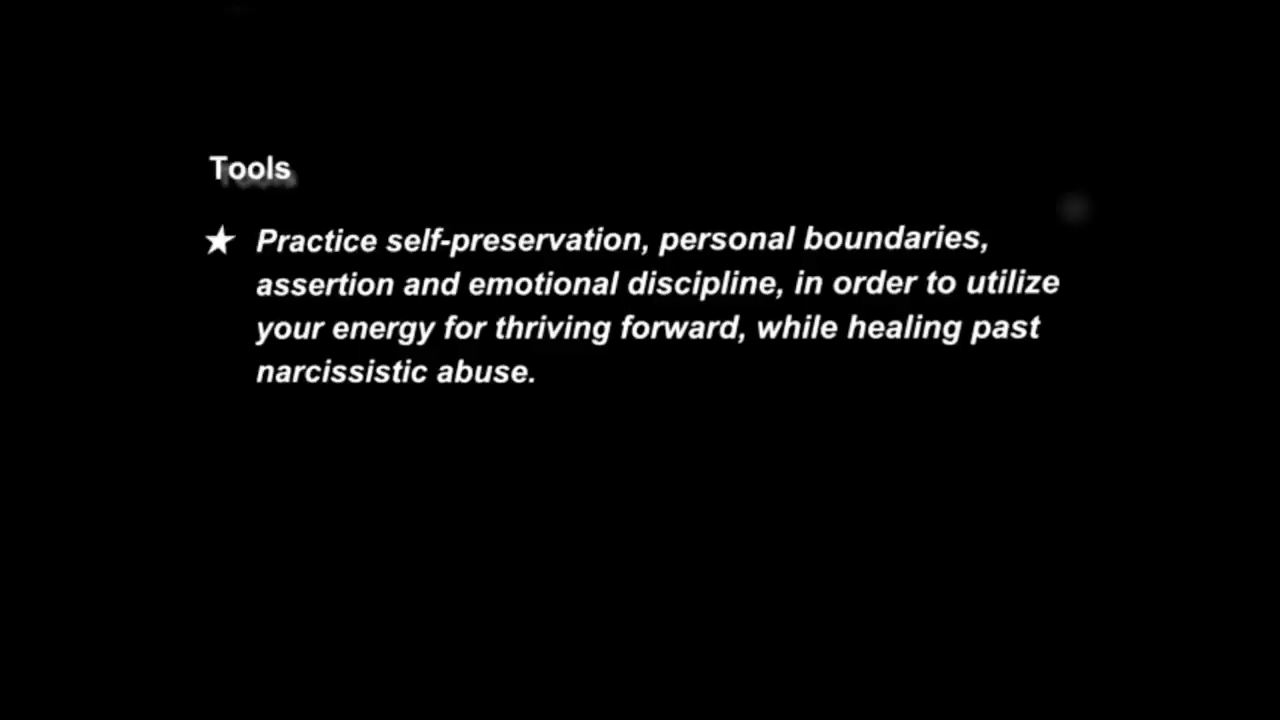 Tools
★ Practice self-preservation, personal boundaries,
assertion and emotional discipline, in order to utilize
your energy for thriving forward, while healing past
narcissistic abuse.